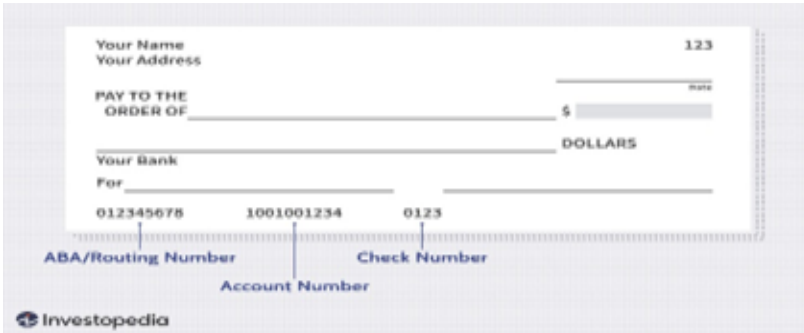 Your Name 123
Your Address
Date
PAY TO THE
ORDER OF $
DOLLARS
Your Bank
For
012345678 1001001234 0123
ABA/Routing Number Check Number
Account Number
Investopedia